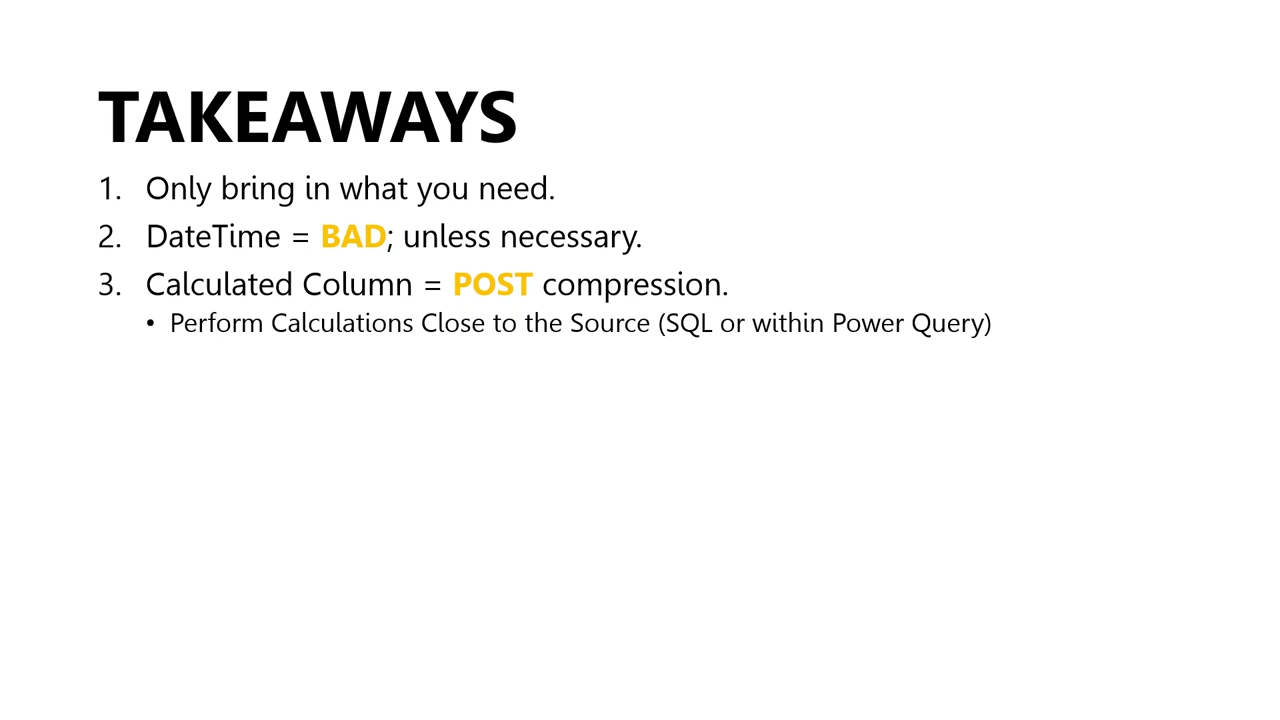 TAKEAWAYS
1. Only bring in what you need.
2. DateTime = BAD; unless necessary.
3. Calculated Column = POST compression.
• Perform Calculations Close to the Source (SQL or within Power Query)